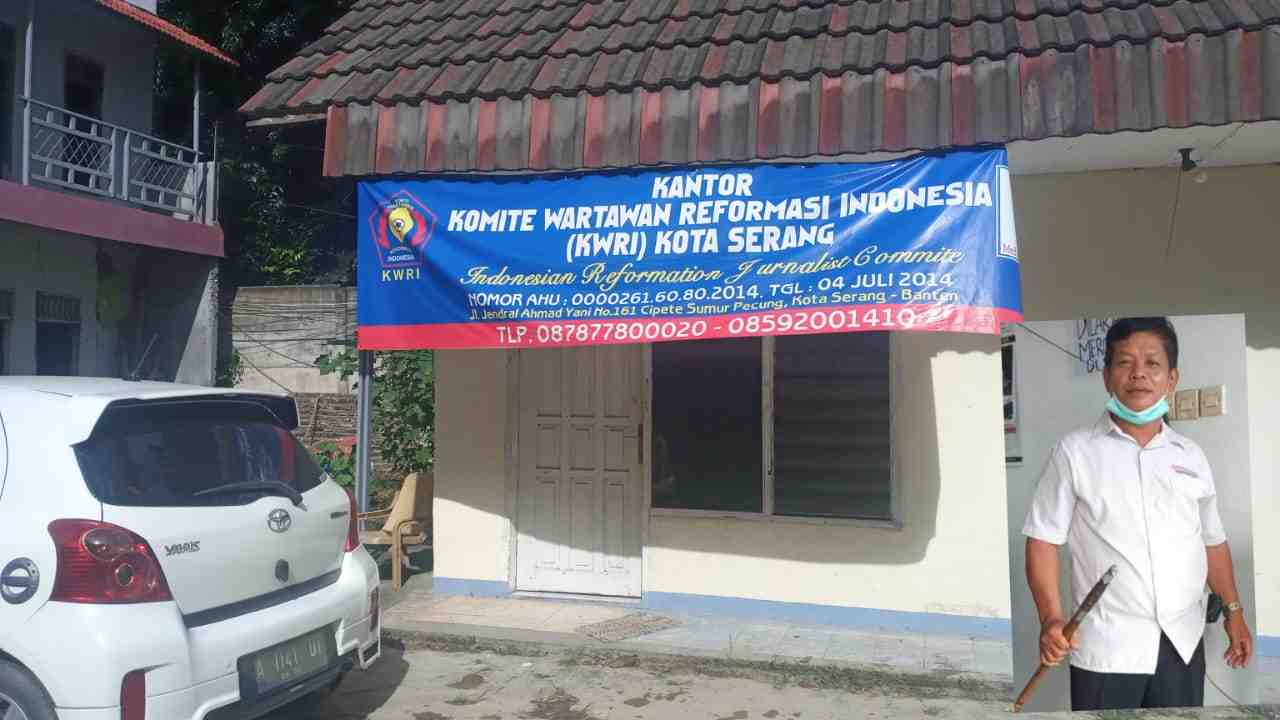 KANTOR
KOMITE WARTAWAN REFORMASI INDONESIA
(KWRI) KOTA SERANG
Indonesian Reformation Jurnalist Commite
NOMOR AHU : 0000261.60.80.2014. TGL : 04 JULI 2014
Jl. Jendral Ahmad Yani No.161 Cipete Sumur Pecung, Kota Serang - Banten
TLP. 087877800020 - 08592001410
INDONESIA
KWRI
YARIS
A 1141